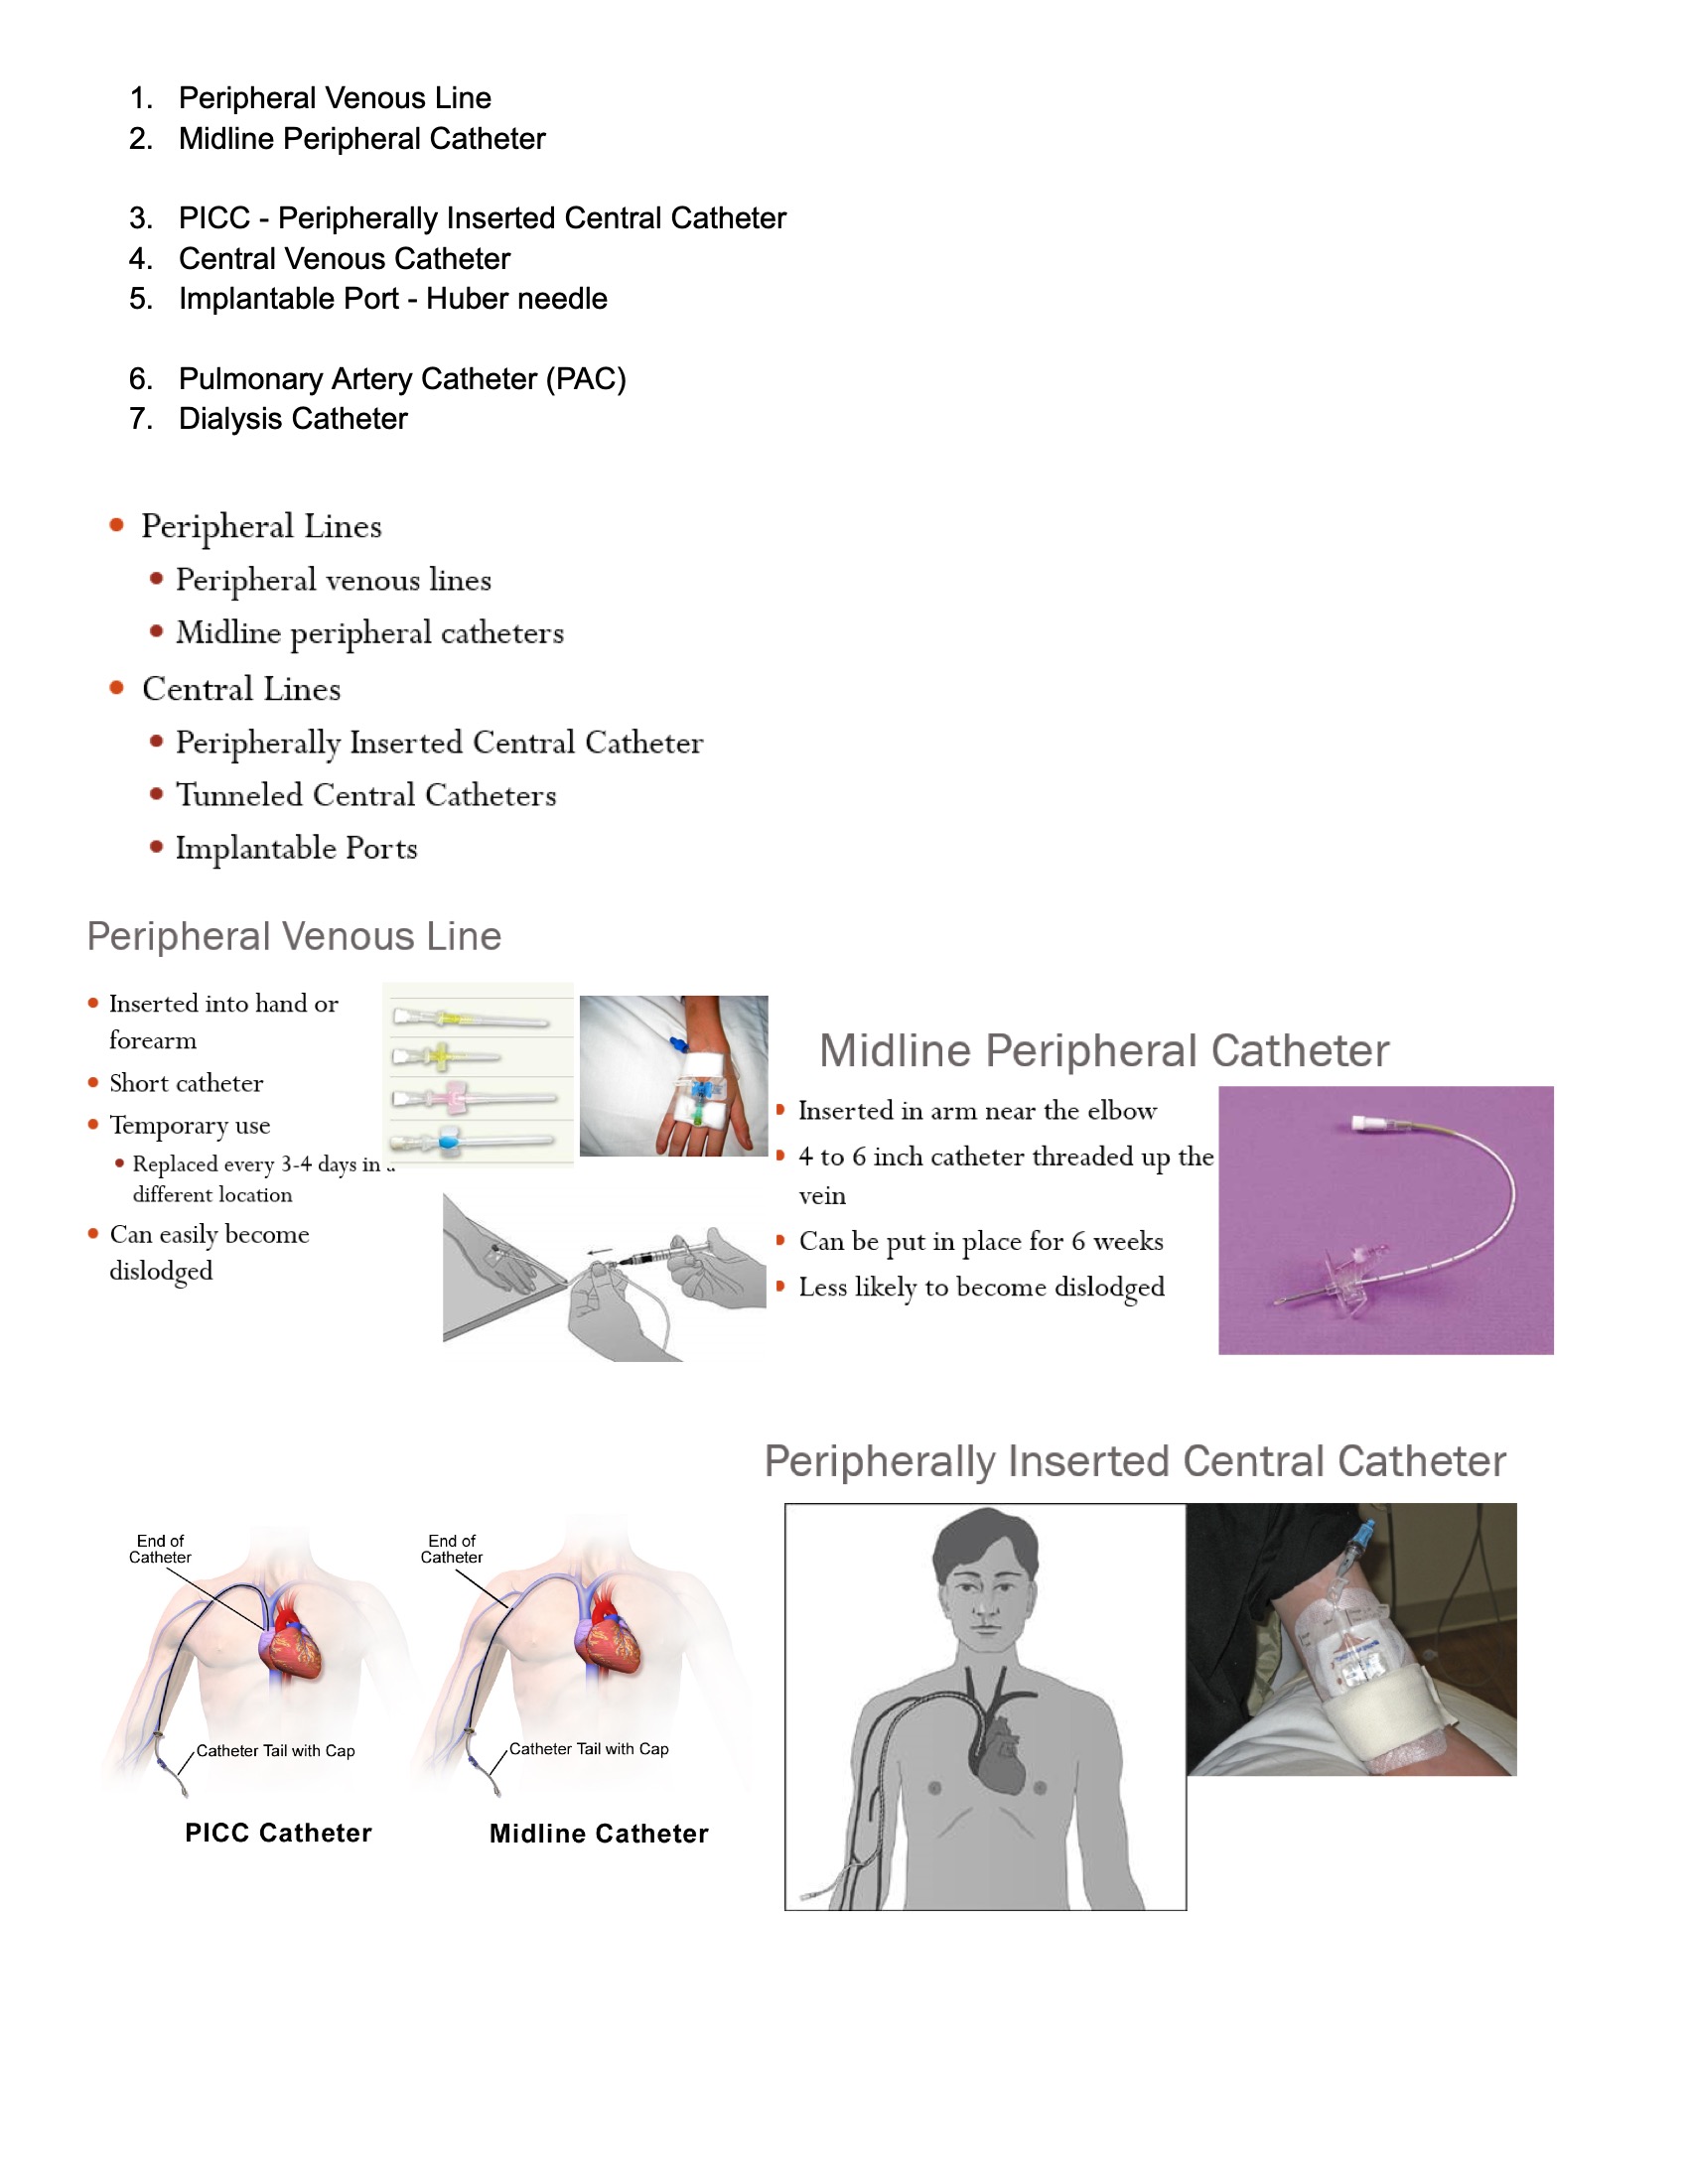 1. Peripheral Venous Line
2. Midline Peripheral Catheter
3. PICC - Peripherally Inserted Central Catheter
4. Central Venous Catheter
5. Implantable Port - Huber needle
6. Pulmonary Artery Catheter (PAC)
7. Dialysis Catheter
• Peripheral Lines
• Peripheral venous lines
• Midline peripheral catheters
• Central Lines
• Peripherally Inserted Central Catheter
• Tunneled Central Catheters
• Implantable Ports
Peripheral Venous Line
• Inserted into hand or
forearm
• Short catheter
• Temporary use
• Replaced every 3-4 days in a
different location
• Can easily become
dislodged
Midline Peripheral Catheter
• Inserted in arm near the elbow
• 4 to 6 inch catheter threaded up the
vein
• Can be put in place for 6 weeks
• Less likely to become dislodged
End of
Catheter
Catheter Tail with Cap
PICC Catheter
End of
Catheter
Catheter Tail with Cap
Midline Catheter
Peripherally Inserted Central Catheter